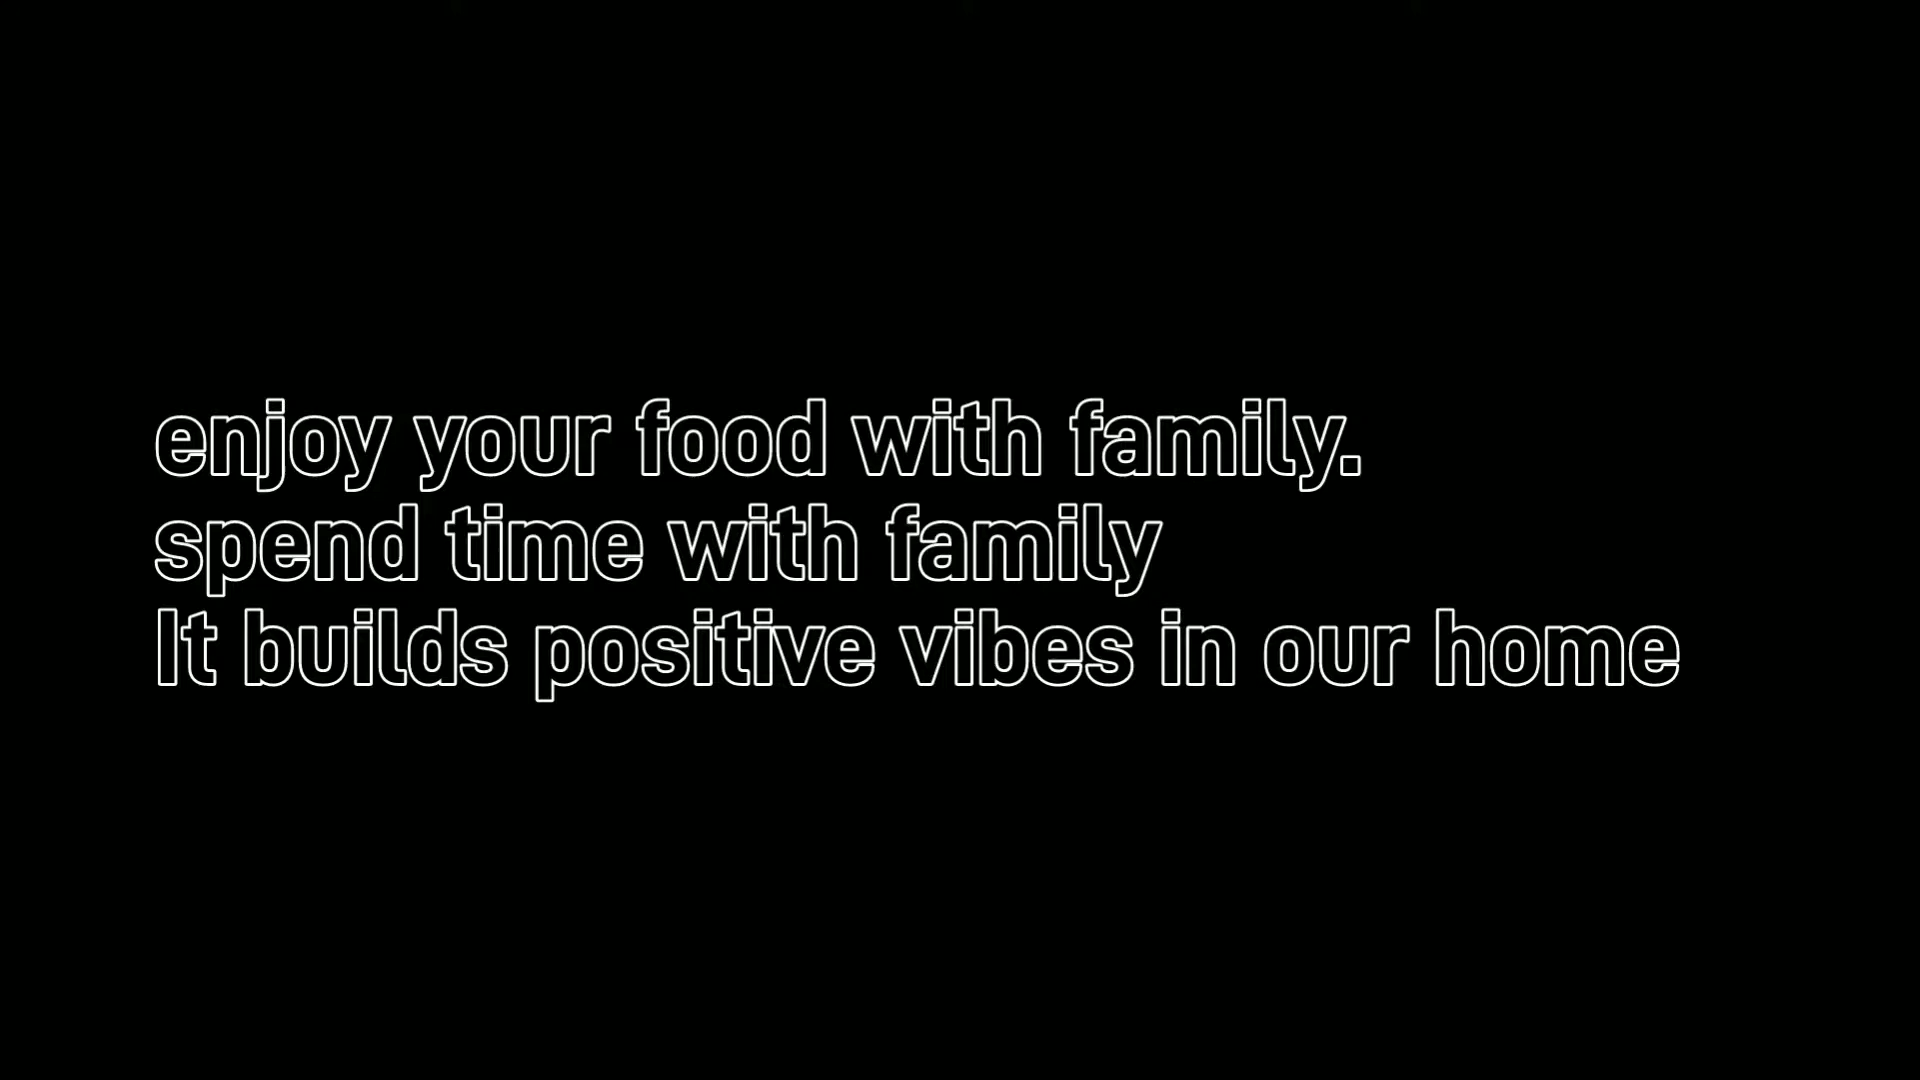 enjoy your food with family.
spend time with family
It builds positive vibes in our home